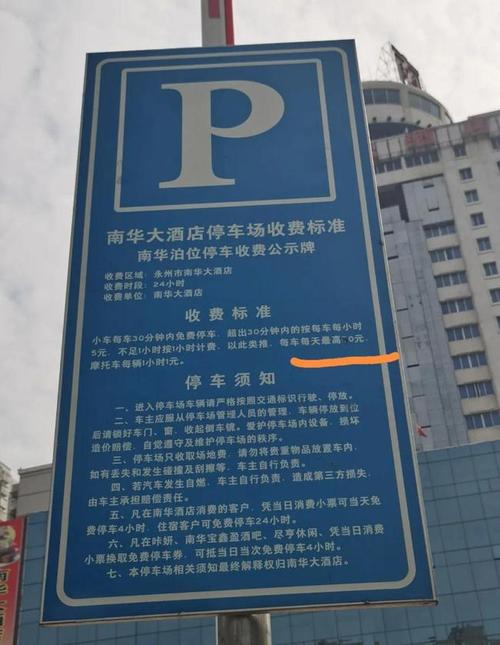 P
南华大酒店停车场收费标准
南华泊位停车收费公示牌
收费区域：永州市南华大酒店
收费时段：24小时
收费单位：南华大酒店
收费标准
小车每车30分钟内免费停车，超出30分钟内的按每车每小时
5元，不足1小时按1小时计费，以此类推，每车每天最高 0元，
摩托车每辆1小时1元。
停车须知
一、进入停车场车辆请严格按照交通标识行驶、停放。
二、车主应服从停车场管理人员的管理，车辆停放到位
后请锁好车门、窗，收起倒车镜。爱护停车场内设备，损坏
造价赔偿，自觉遵守及维护停车场的秩序。
三、停车场只收取场地费，请勿将贵重物品放置车内，
如有丢失和发生碰撞及刮擦等，车主自行负责。
四、若汽车发生自燃，车主自行负责，造成第三方损失，
由车主承担赔偿责任。
五、凡在南华酒店消费的客户，凭当日消费小票可当天免
费停车4小时，住宿客户可免费停车24小时。
六、凡在咔妍、南华宝鑫盈酒吧、尽亨休闲、凭当日消费
小票换取免费停车券，可抵当日当次免费停车4小时。
七、本停车场相关须知最终解释权归南华大酒店。